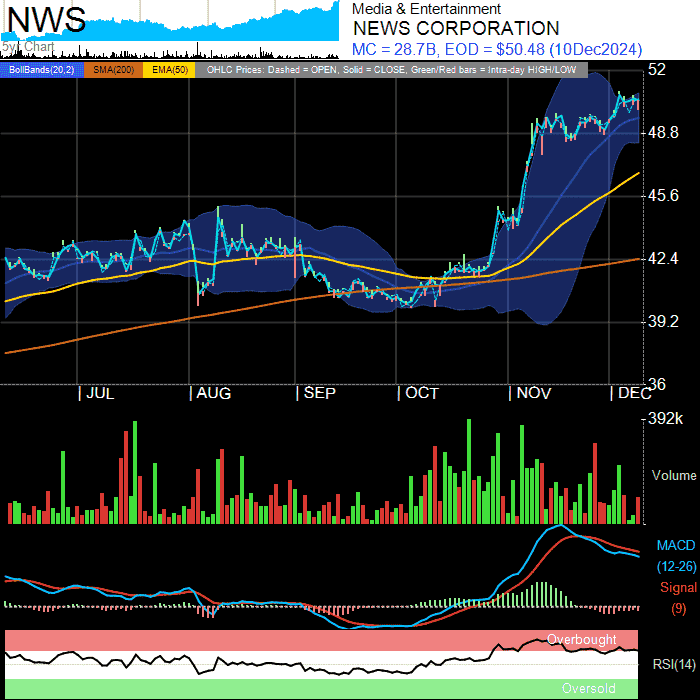 NWS
5yr Chart
Media & Entertainment
NEWS CORPORATION
MC = 28.7B, EOD = $50.48 (10Dec2024)
BollBands(20,2) SMA(200) EMA(50) OHLC Prices: Dashed = OPEN, Solid = CLOSE, Green/Red bars = Intra-day HIGH/LOW
52
48.8
45.6
42.4
39.2
36
JUL AUG SEP OCT NOV DEC
392k
Volume
MACD
(12-26)
Signal
(9)
Overbought
RSI(14)
Oversold